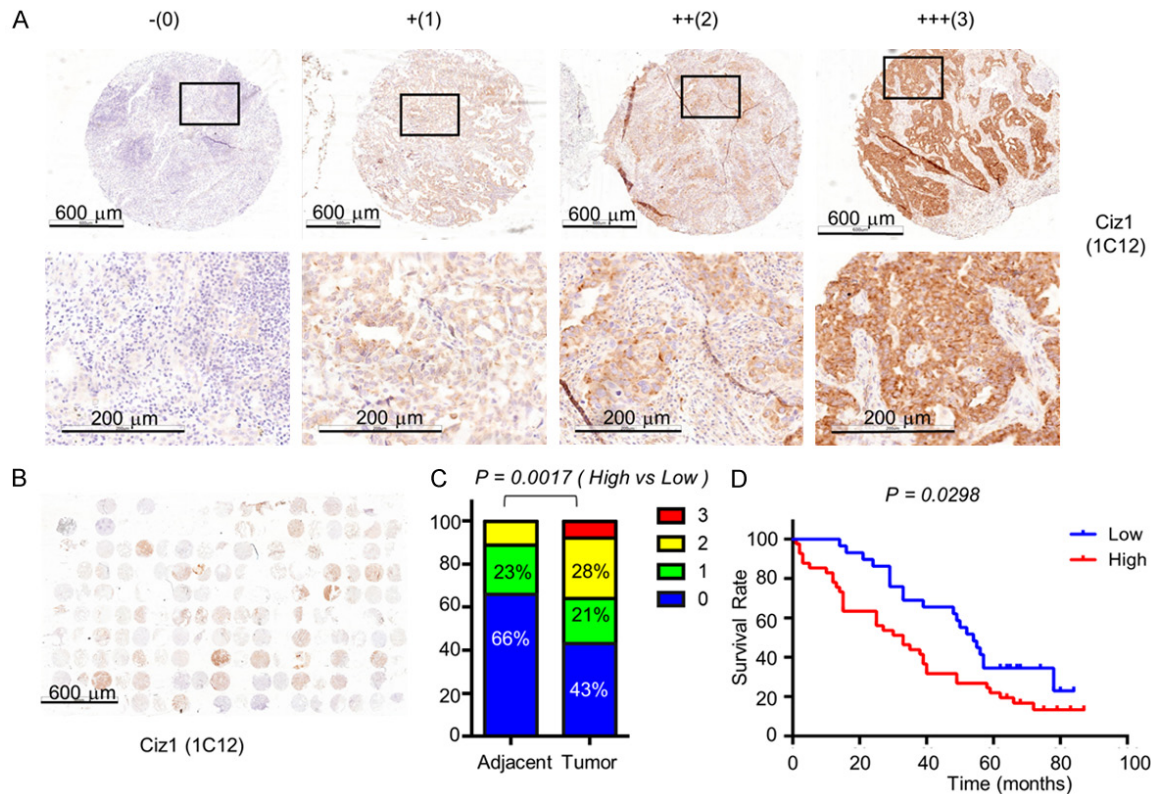 A
-(0) +(1) ++(2) +++(3)
600 μm 600 μm 600 μm 600 μm
Ciz1
(1C12)
200 μm 200 μm 200 μm 200 μm
B
600 μm
Ciz1 (1C12)
C
P = 0.0017 ( High vs Low )
100
80
60
40
20
0
23%
66%
28%
21%
43%
Adjacent Tumor
3
2
1
0
D
P = 0.0298
Low
High
Survival Rate
100
80
60
40
20
0
0 20 40 60 80 100
Time (months)